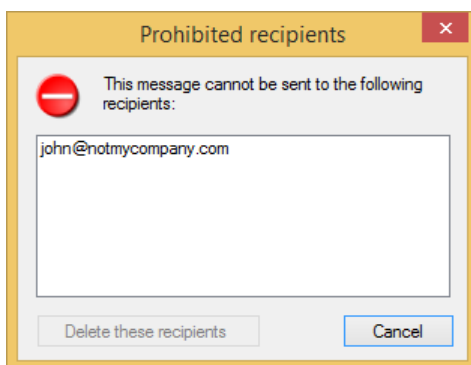 Prohibited recipients
This message cannot be sent to the following
recipients:
john@notmycompany.com
Delete these recipients
Cancel